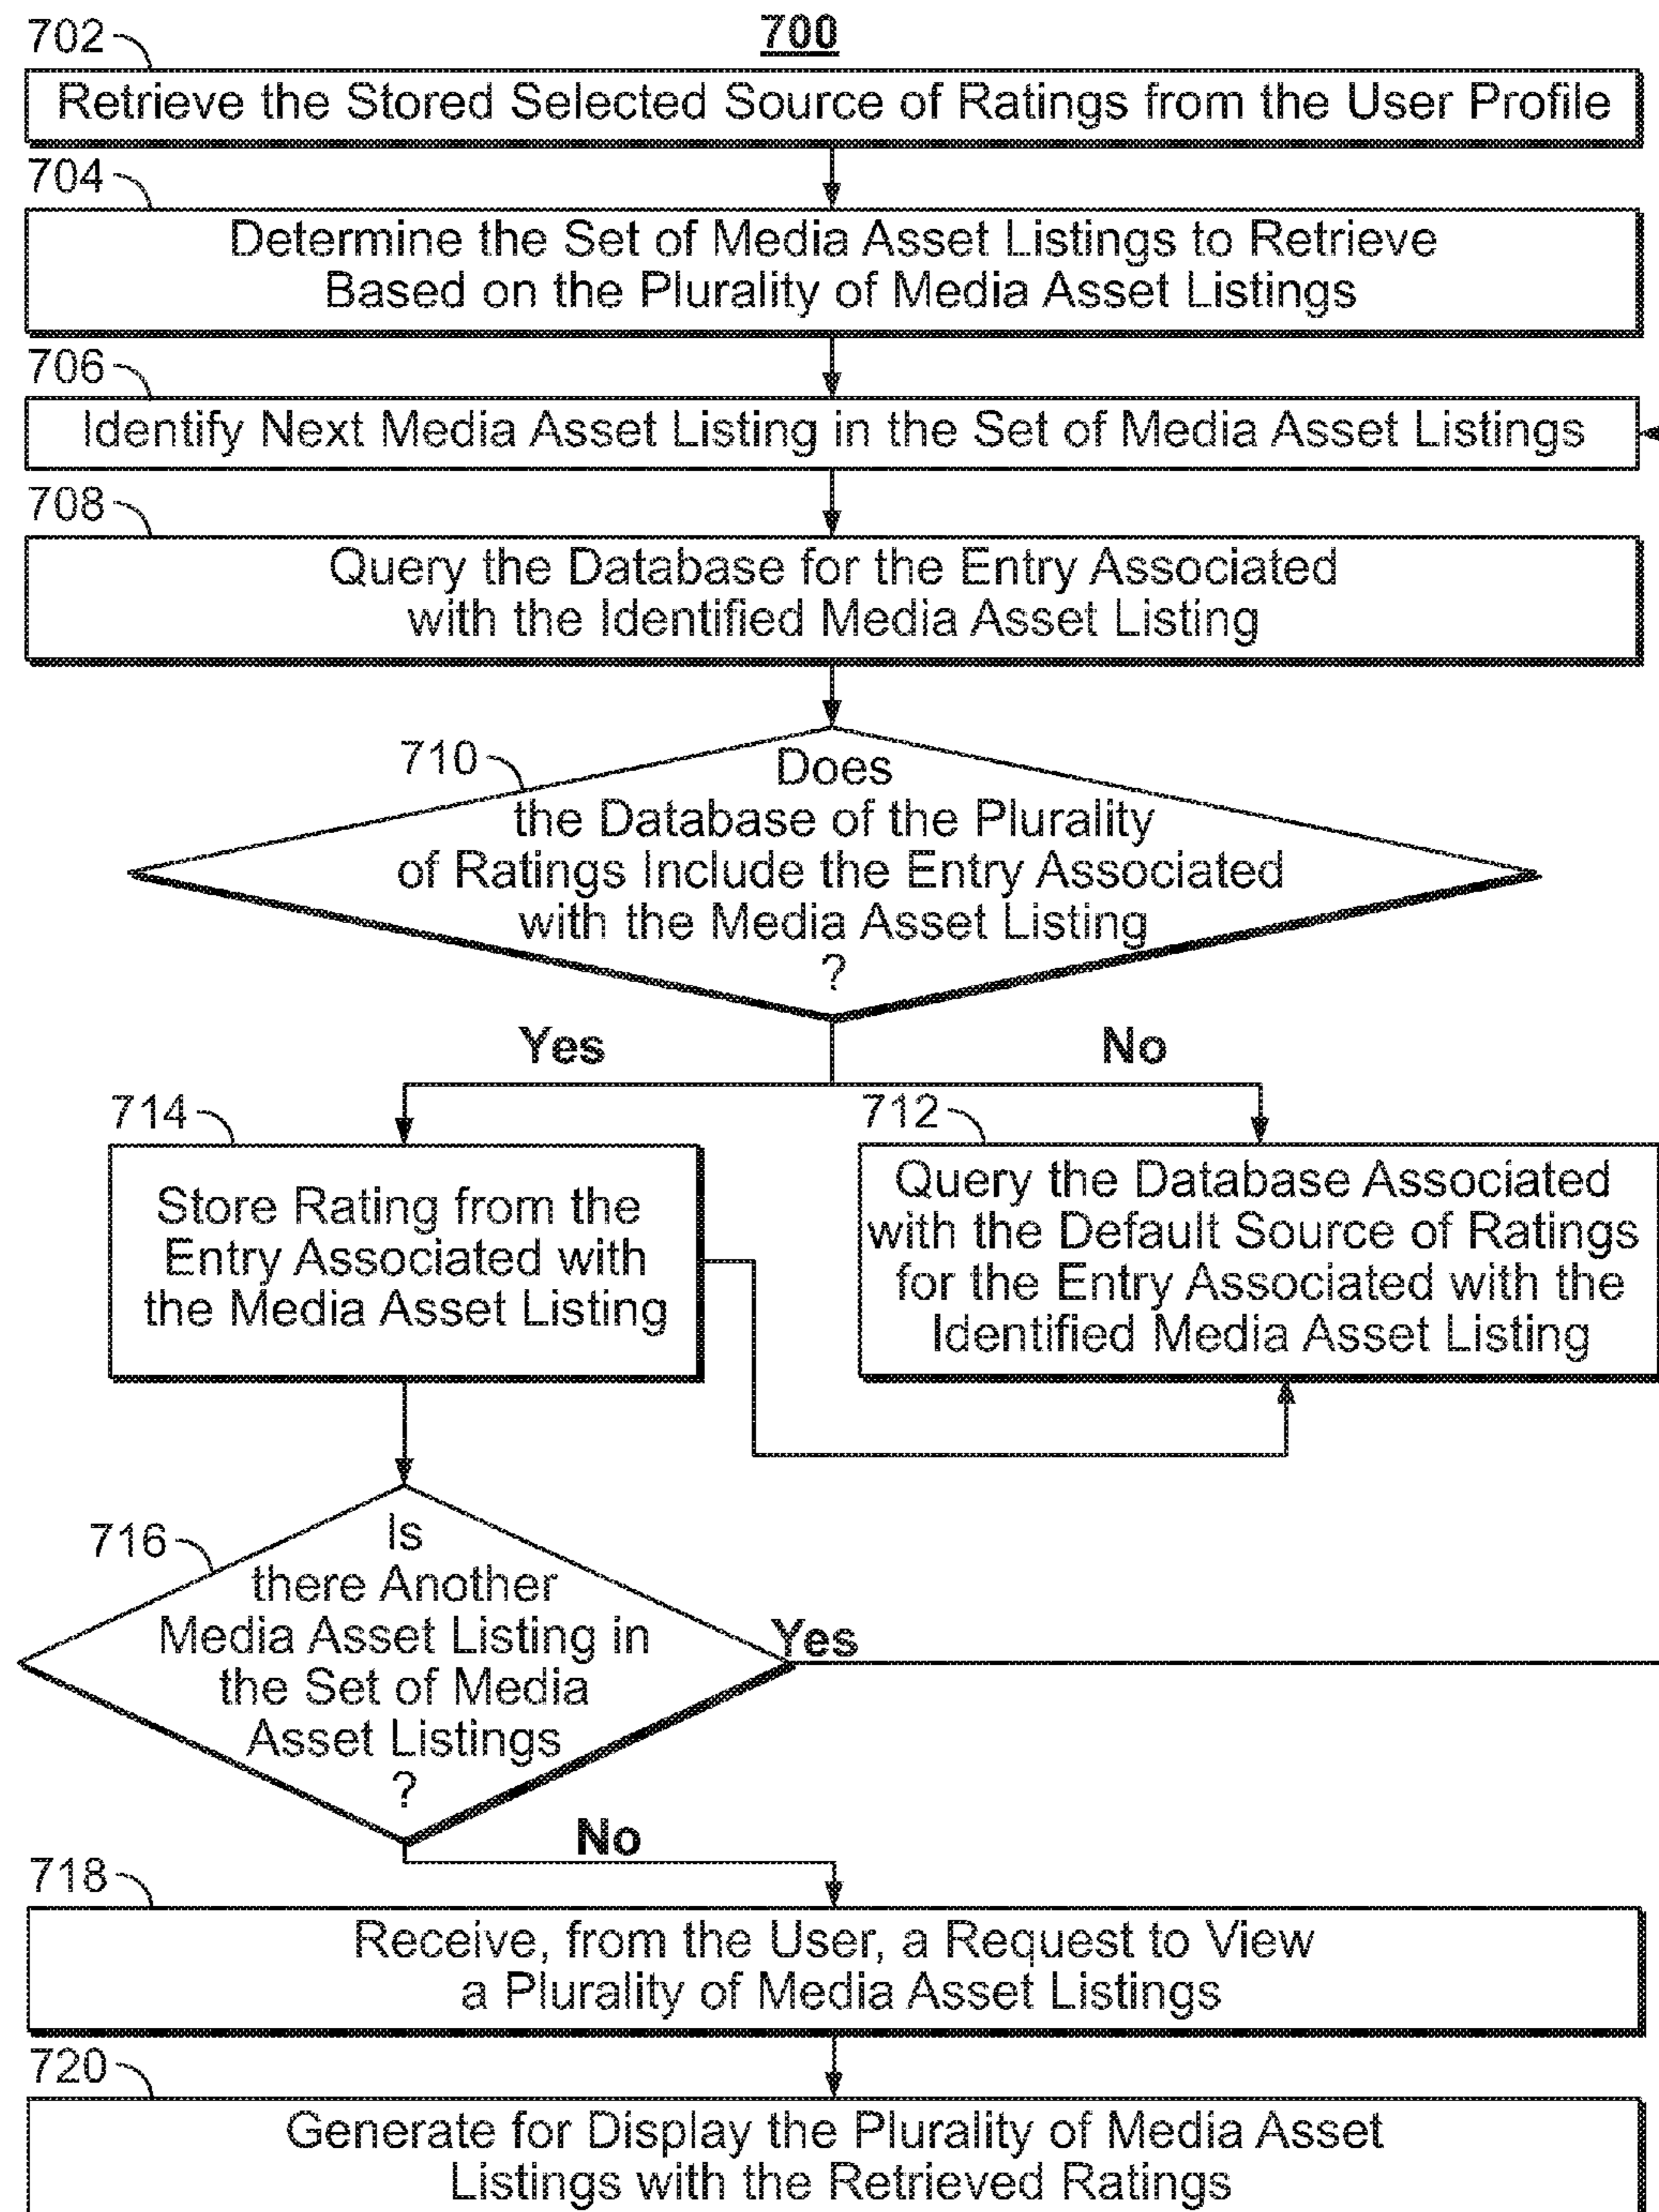 700
702
Retrieve the Stored Selected Source of Ratings from the User Profile
704
Determine the Set of Media Asset Listings to Retrieve
Based on the Plurality of Media Asset Listings
706
Identify Next Media Asset Listing in the Set of Media Asset Listings
708
Query the Database for the Entry Associated
with the Identified Media Asset Listing
710
Does
the Database of the Plurality
of Ratings Include the Entry Associated
with the Media Asset Listing
?
Yes
No
714
Store Rating from the
Entry Associated with
the Media Asset Listing
712
Query the Database Associated
with the Default Source of Ratings
for the Entry Associated with the
Identified Media Asset Listing
716
Is
there Another
Media Asset Listing in
the Set of Media
Asset Listings
?
Yes
No
718
Receive, from the User, a Request to View
a Plurality of Media Asset Listings
720
Generate for Display the Plurality of Media Asset
Listings with the Retrieved Ratings